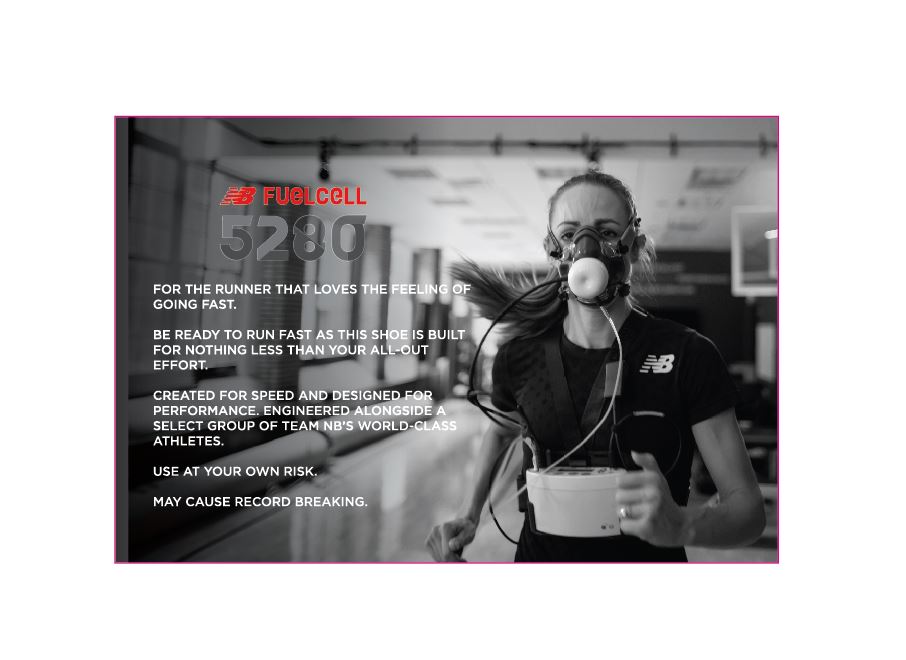 NB FUELCELL
5280
FOR THE RUNNER THAT LOVES THE FEELING OF
GOING FAST.
BE READY TO RUN FAST AS THIS SHOE IS BUILT
FOR NOTHING LESS THAN YOUR ALL-OUT
EFFORT.
CREATED FOR SPEED AND DESIGNED FOR
PERFORMANCE. ENGINEERED ALONGSIDE A
SELECT GROUP OF TEAM NB'S WORLD-CLASS
ATHLETES.
USE AT YOUR OWN RISK.
MAY CAUSE RECORD BREAKING.
NB